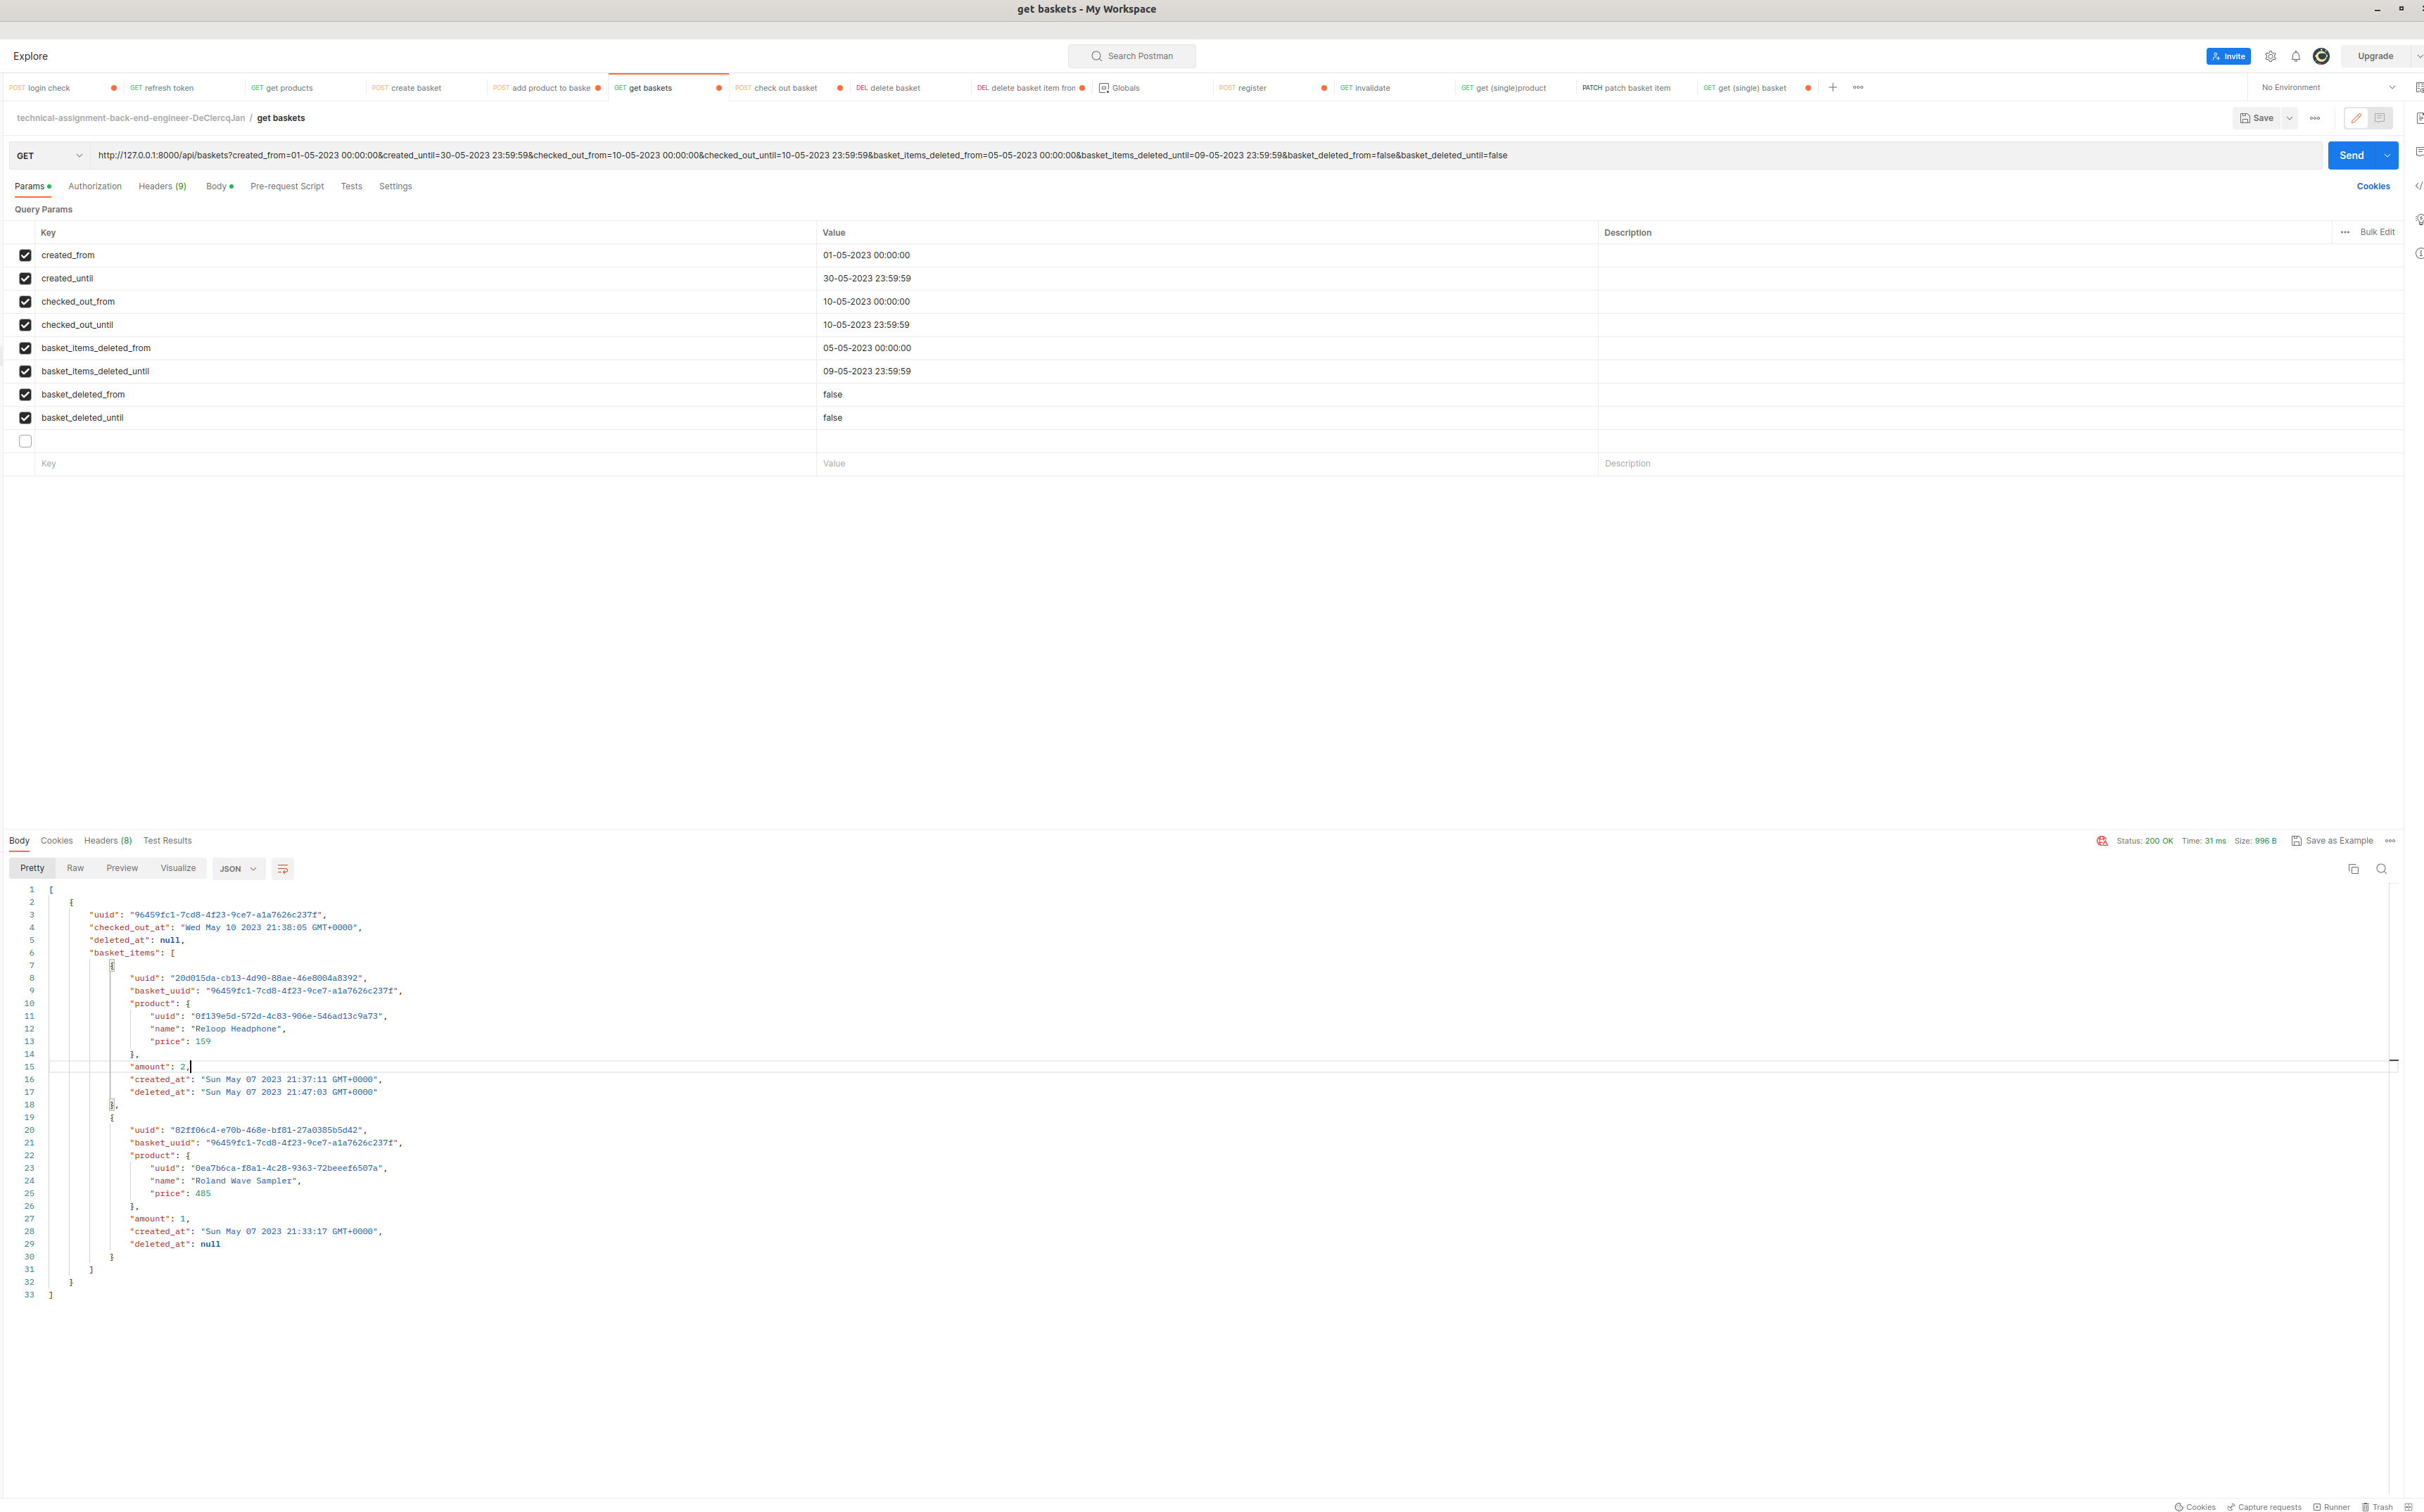 get baskets - My Workspace
Explore
Search Postman
Invite
Upgrade
POST login check
GET refresh token
GET get products
POST create basket
POST add product to baske
GET get baskets
POST check out basket
DEL delete basket
DEL delete basket item fron
Globals
POST register
GET invalidate
GET get (single)product
PATCH patch basket item
GET get (single) basket
No Environment
technical-assignment-back-end-engineer-DeClercqJan / get baskets
Save
GET
http://127.0.0.1:8000/api/baskets?created_from=01-05-2023 00:00:00&created_until=30-05-2023 23:59:59&checked_out_from=10-05-2023 00:00:00&checked_out_until=10-05-2023 23:59:59&basket_items_deleted_from=05-05-2023 00:00:00&basket_items_deleted_until=09-05-2023 23:59:59&basket_deleted_from=false&basket_deleted_until=false
Send
Params Authorization Headers (9) Body Pre-request Script Tests Settings
Cookies
Query Params
Key Value Description Bulk Edit
created_from 01-05-2023 00:00:00
created_until 30-05-2023 23:59:59
checked_out_from 10-05-2023 00:00:00
checked_out_until 10-05-2023 23:59:59
basket_items_deleted_from 05-05-2023 00:00:00
basket_items_deleted_until 09-05-2023 23:59:59
basket_deleted_from false
basket_deleted_until false
Key Value Description
Body Cookies Headers (8) Test Results
Status: 200 OK Time: 31 ms Size: 996 B Save as Example
Pretty Raw Preview Visualize JSON
1 [
2 {
3 "uuid": "96459fc1-7cd8-4f23-9ce7-a1a7626c237f",
4 "checked_out_at": "Wed May 10 2023 21:38:05 GMT+0000",
5 "deleted_at": null,
6 "basket_items": [
7 {
8 "uuid": "20d015da-cb13-4d90-88ae-46e8004a8392",
9 "basket_uuid": "96459fc1-7cd8-4f23-9ce7-a1a7626c237f",
10 "product": {
11 "uuid": "0f139e5d-572d-4c83-906e-546ad13c9a73",
12 "name": "Reloop Headphone",
13 "price": 159
14 },
15 "amount": 2,
16 "created_at": "Sun May 07 2023 21:37:11 GMT+0000",
17 "deleted_at": "Sun May 07 2023 21:47:03 GMT+0000"
18 },
19 {
20 "uuid": "82ff06c4-e70b-468e-bf81-27a0385b5d42",
21 "basket_uuid": "96459fc1-7cd8-4f23-9ce7-a1a7626c237f",
22 "product": {
23 "uuid": "0ea7b6ca-f8a1-4c28-9363-72beeef6507a",
24 "name": "Roland Wave Sampler",
25 "price": 485
26 },
27 "amount": 1,
28 "created_at": "Sun May 07 2023 21:33:17 GMT+0000",
29 "deleted_at": null
30 }
31 ]
32 }
33 ]
Cookies Capture requests Runner Trash